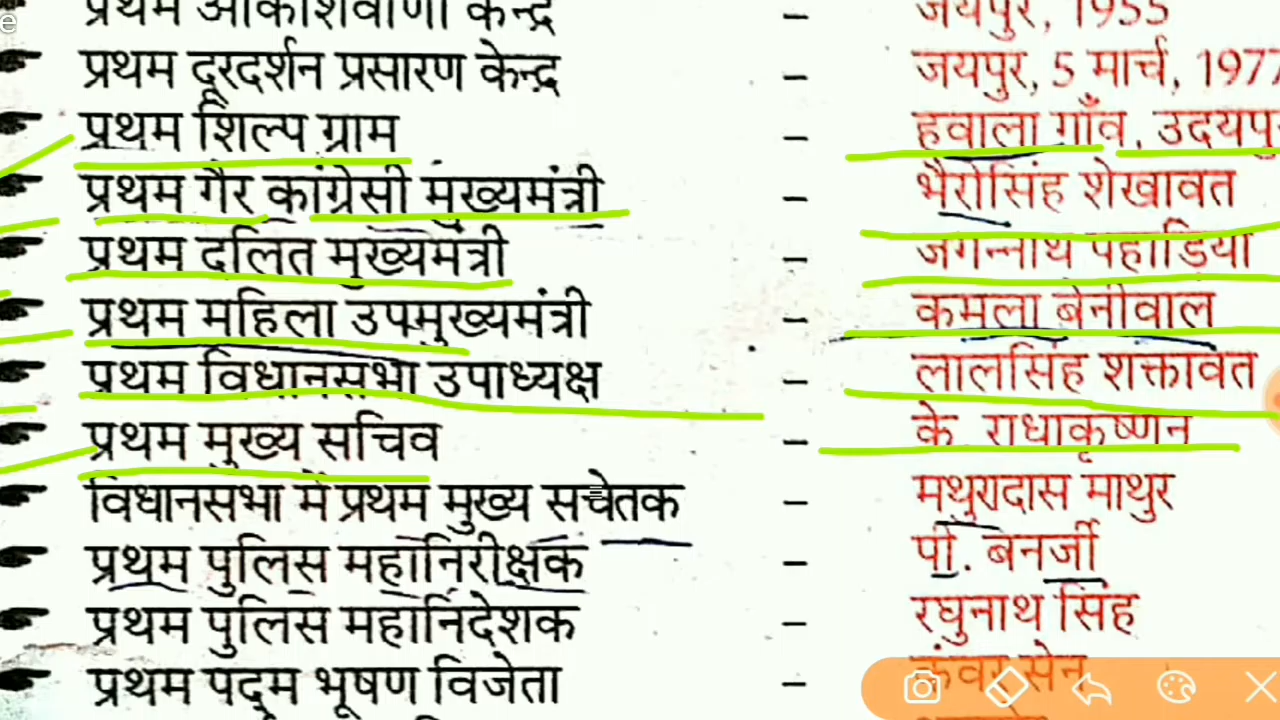 e
प्रथम आकाशवाणी केन्द्र – जयपुर, 1955
प्रथम दूरदर्शन प्रसारण केन्द्र – जयपुर, 5 मार्च, 1977
प्रथम शिल्प ग्राम – हवाला गाँव, उदयपु
प्रथम गैर कांग्रेसी मुख्यमंत्री – भैरोसिंह शेखावत
प्रथम दलित मुख्यमंत्री – जगन्नाथ पहाडिया
प्रथम महिला उपमुख्यमंत्री – कमला बेनीवाल
प्रथम विधानसभा उपाध्यक्ष – लालसिंह शक्तावत
प्रथम मुख्य सचिव – के राधाकृष्णन
विधानसभा में प्रथम मुख्य सचेतक – मथुरादास माथुर
प्रथम पुलिस महानिरीक्षक – पी. बनर्जी
प्रथम पुलिस महानिदेशक – रघुनाथ सिंह
प्रथम पद्म भूषण विजेता – कंवर सेन